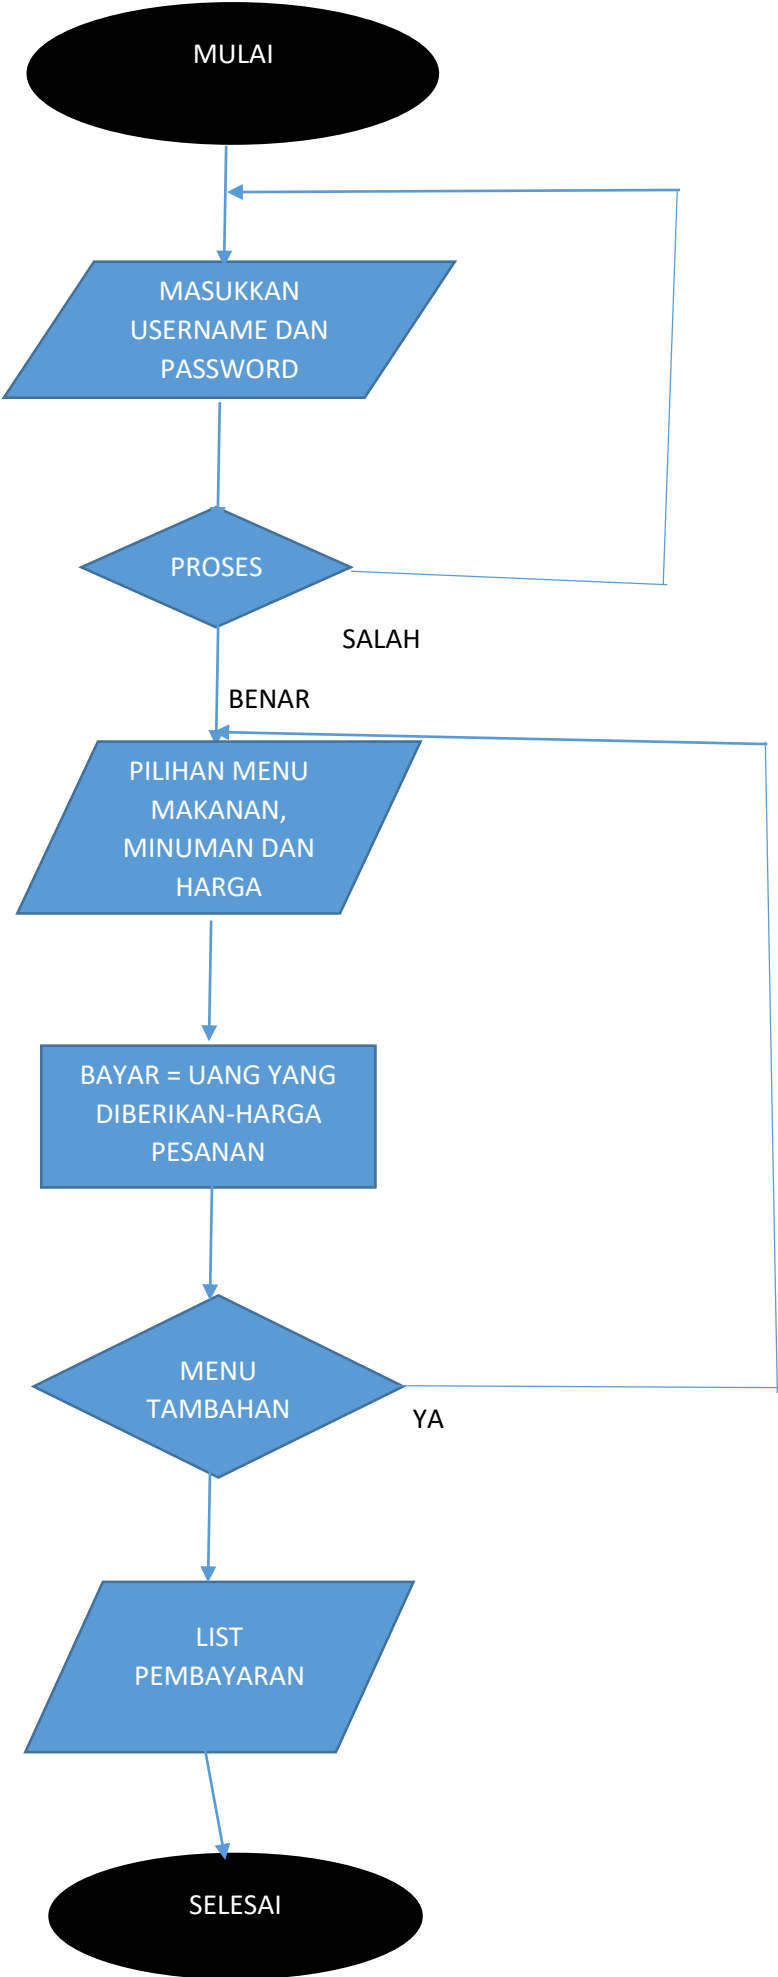 MULAI
MASUKKAN
USERNAME DAN
PASSWORD
PROSES
SALAH
BENAR
PILIHAN MENU
MAKANAN,
MINUMAN DAN
HARGA
BAYAR = UANG YANG
DIBERIKAN-HARGA
PESANAN
MENU
TAMBAHAN
YA
LIST
PEMBAYARAN
SELESAI